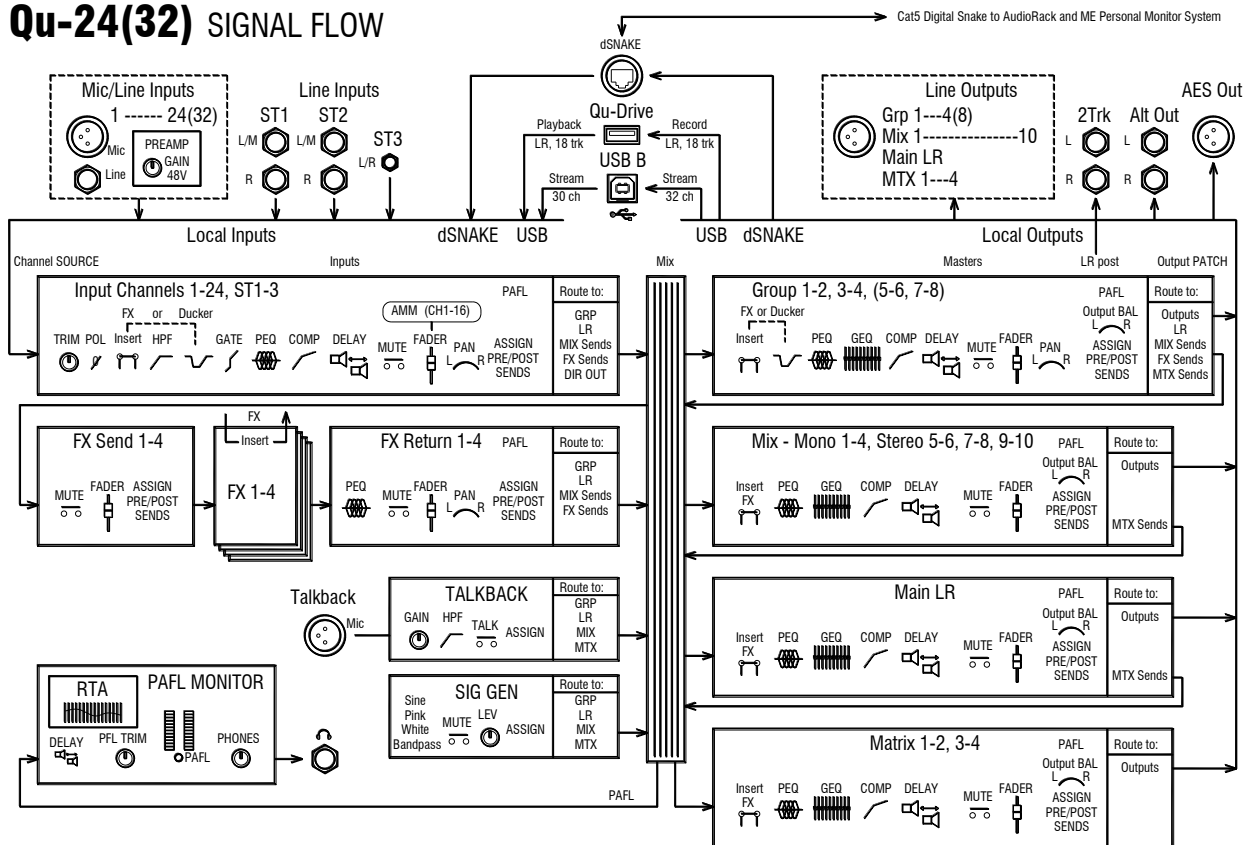 Qu-24(32) SIGNAL FLOW
Cat5 Digital Snake to AudioRack and ME Personal Monitor System
dSNAKE
Mic/Line Inputs
1 ------ 24(32)
Mic
Line
PREAMP
GAIN
48V
Line Inputs
ST1
ST2
ST3
L/M
L/M
L/R
R
R
Qu-Drive
Playback
LR, 18 trk
Record
LR, 18 trk
USB B
Stream
30 ch
Stream
32 ch
Line Outputs
Grp 1---4(8)
Mix 1--------------10
Main LR
MTX 1---4
2Trk
Alt Out
AES Out
L
L
R
R
Local Inputs
dSNAKE
USB
USB
dSNAKE
Local Outputs
Channel SOURCE
Inputs
Mix
Masters
LR post
Output PATCH
Input Channels 1-24, ST1-3
PAFL
Route to:
FX or Ducker
AMM (CH1-16)
TRIM POL Insert HPF GATE PEQ COMP DELAY MUTE FADER PAN
L R
ASSIGN
PRE/POST
SENDS
GRP
LR
MIX Sends
FX Sends
DIR OUT
Group 1-2, 3-4, (5-6, 7-8)
PAFL
Route to:
FX or Ducker
Insert PEQ GEQ COMP DELAY MUTE FADER PAN
L R
Output BAL
L R
ASSIGN
PRE/POST
SENDS
Outputs
LR
MIX Sends
FX Sends
MTX Sends
FX Send 1-4
MUTE FADER ASSIGN
PRE/POST
SENDS
FX
Insert
FX 1-4
FX Return 1-4
PAFL
Route to:
PEQ MUTE FADER PAN
L R
ASSIGN
PRE/POST
SENDS
GRP
LR
MIX Sends
FX Sends
Mix - Mono 1-4, Stereo 5-6, 7-8, 9-10
PAFL
Route to:
Insert
FX
PEQ GEQ COMP DELAY MUTE FADER
Output BAL
L R
ASSIGN
PRE/POST
SENDS
Outputs
MTX Sends
Talkback
Mic
TALKBACK
GAIN HPF TALK ASSIGN
Route to:
GRP
LR
MIX
MTX
Main LR
PAFL
Route to:
Insert
FX
PEQ GEQ COMP DELAY MUTE FADER
Output BAL
L R
ASSIGN
PRE/POST
SENDS
Outputs
MTX Sends
RTA
PAFL MONITOR
DELAY
PFL TRIM
PAFL
PHONES
SIG GEN
Sine
Pink
White
Bandpass
MUTE LEV ASSIGN
Route to:
GRP
LR
MIX
MTX
PAFL
Matrix 1-2, 3-4
PAFL
Route to:
Insert
FX
PEQ GEQ COMP DELAY MUTE FADER
Output BAL
L R
ASSIGN
PRE/POST
SENDS
Outputs